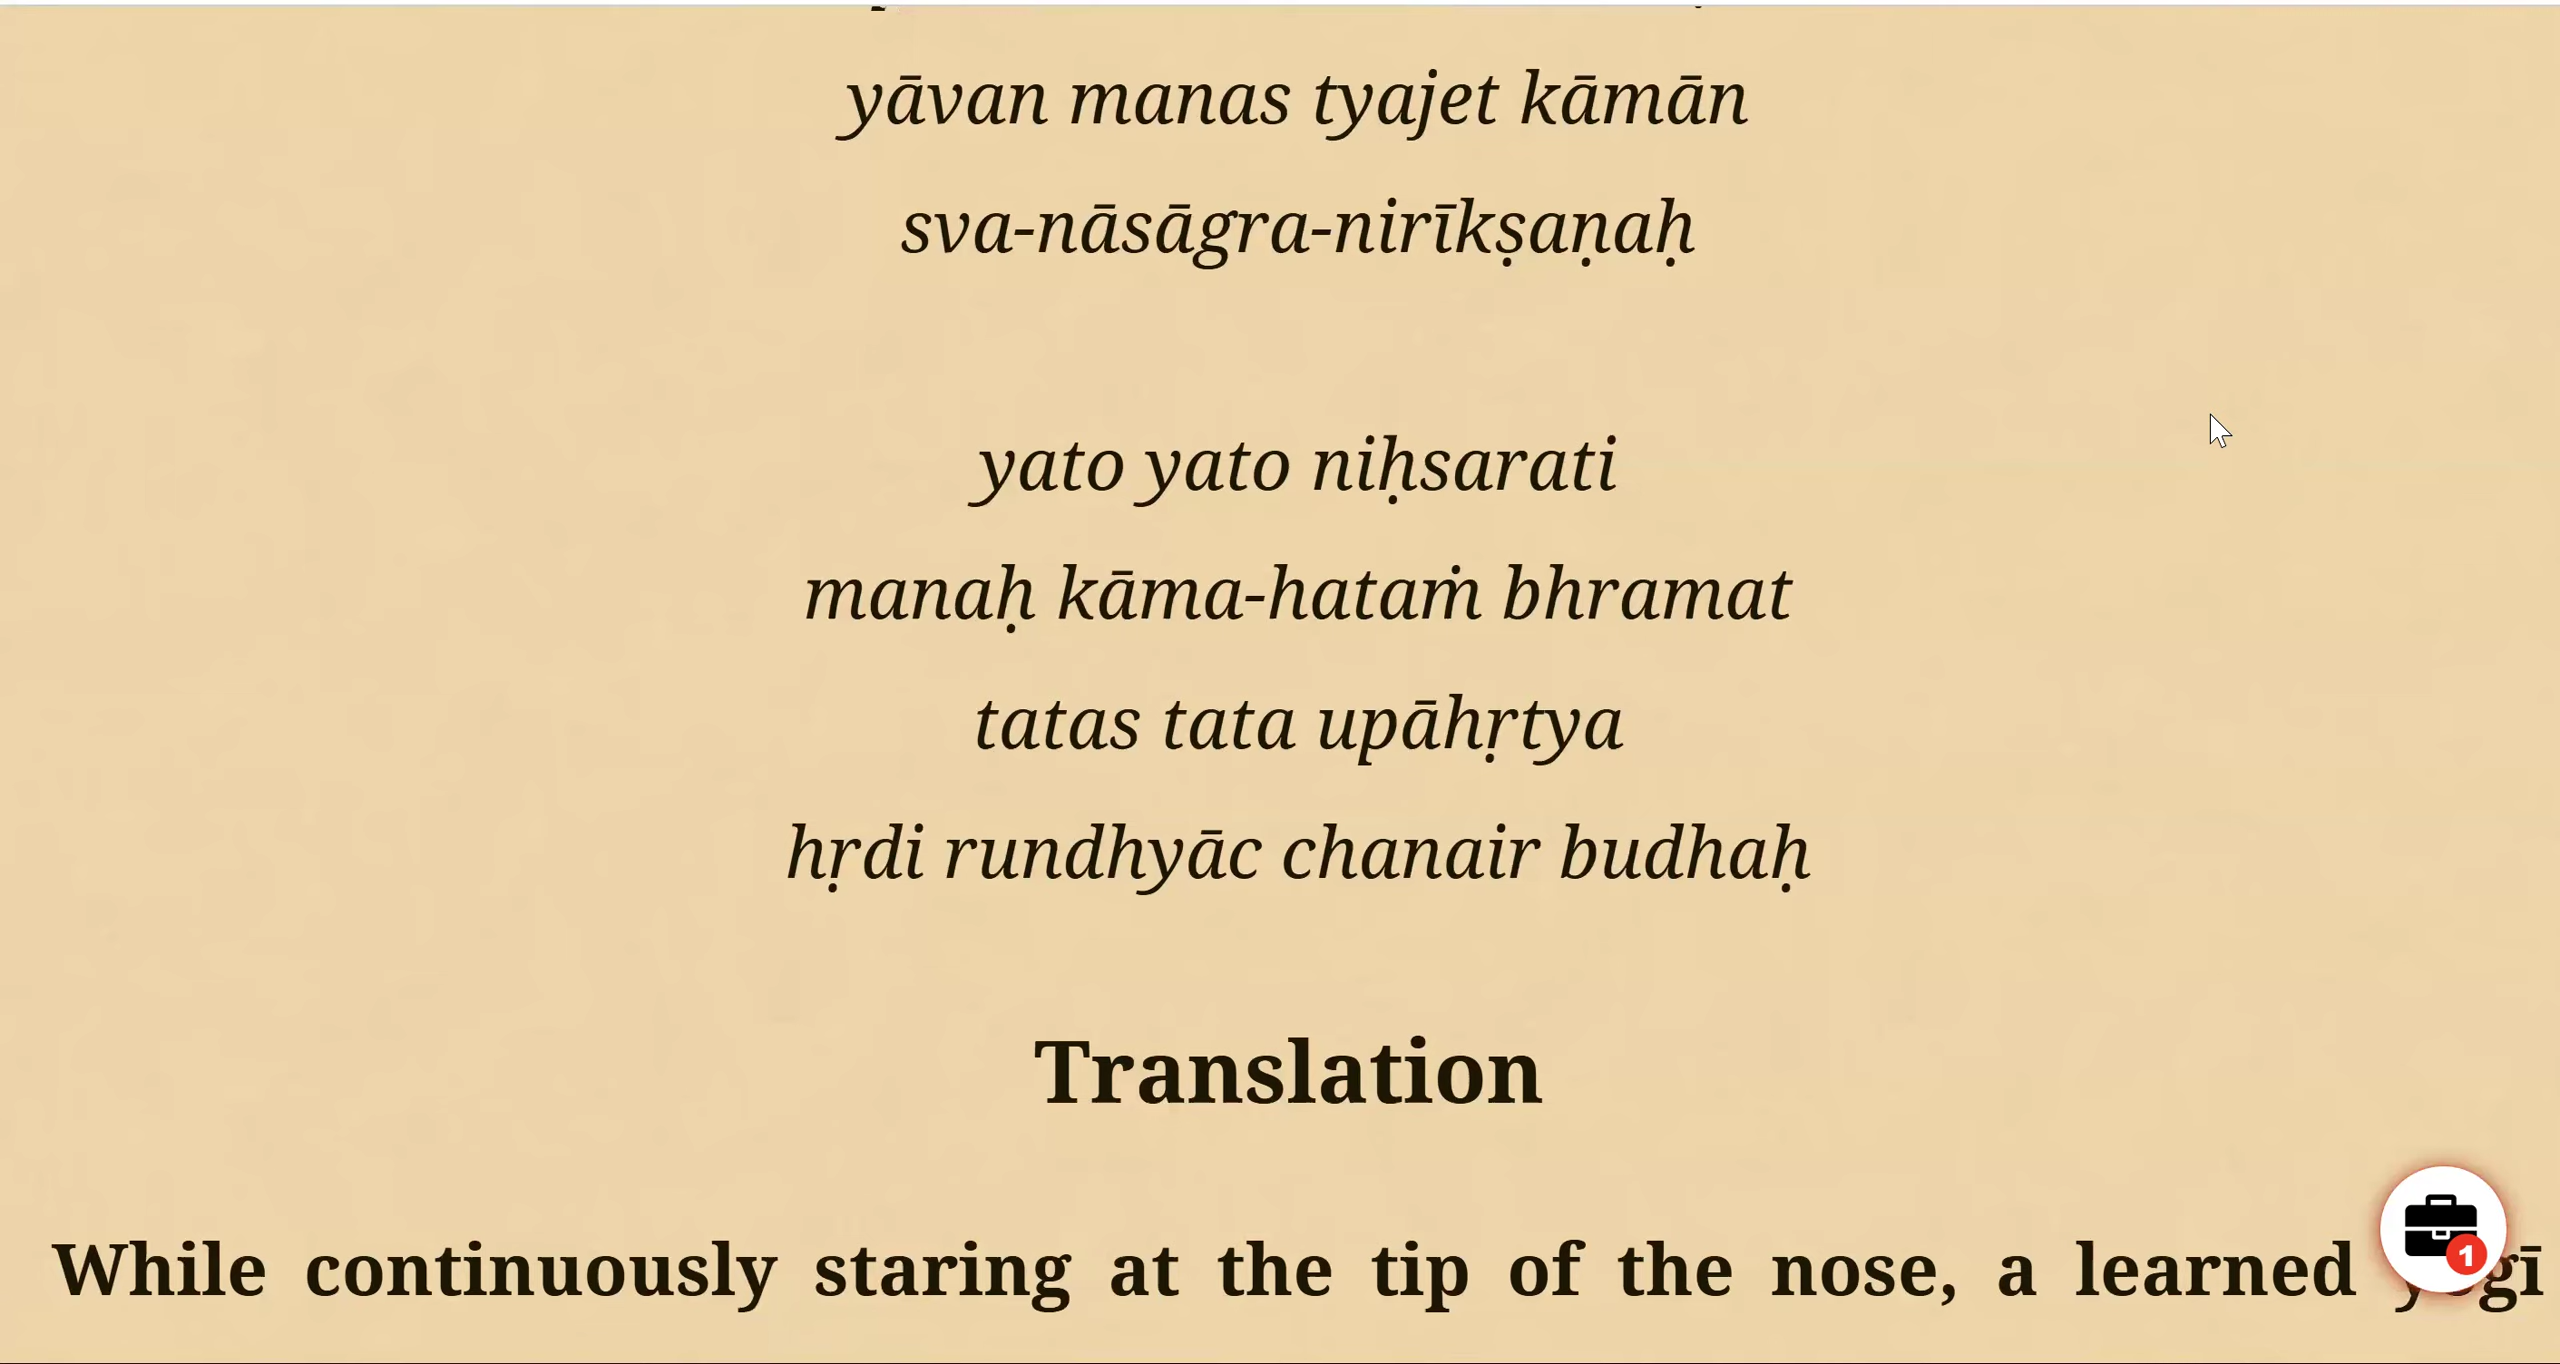 yāvan manas tyajet kāmān
sva-nāsāgra-nirīkṣaṇaḥ
yato yato niḥsarati
manaḥ kāma-hataṁ bhramat
tatas tata upāhṛtya
hṛdi rundhyāc chanair budhaḥ
Translation
While continuously staring at the tip of the nose, a learned
1